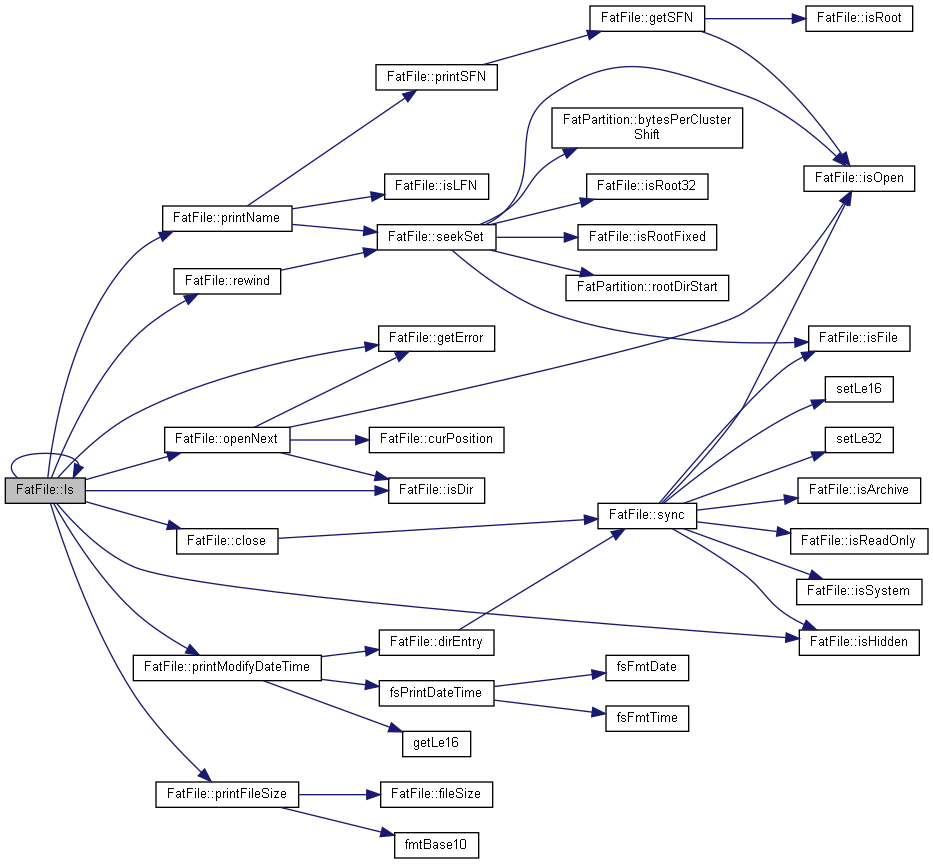 FatFile::getSFN
FatFile::isRoot
FatFile::printSFN
FatPartition::bytesPerCluster
Shift
FatFile::isOpen
FatFile::isLFN
FatFile::isRoot32
FatFile::printName
FatFile::seekSet
FatFile::isRootFixed
FatFile::rewind
FatPartition::rootDirStart
FatFile::getError
FatFile::isFile
setLe16
FatFile::openNext
FatFile::curPosition
setLe32
FatFile::ls
FatFile::isDir
FatFile::isArchive
FatFile::sync
FatFile::close
FatFile::isReadOnly
FatFile::isSystem
FatFile::dirEntry
FatFile::isHidden
FatFile::printModifyDateTime
fsFmtDate
fsPrintDateTime
fsFmtTime
getLe16
FatFile::printFileSize
FatFile::fileSize
fmtBase10